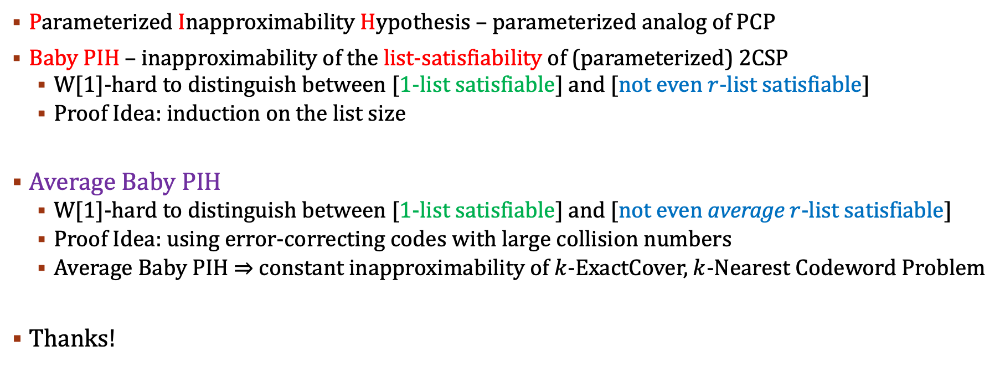 ▪ Parameterized Inapproximability Hypothesis – parameterized analog of PCP
▪ Baby PIH – inapproximability of the list-satisfiability of (parameterized) 2CSP
▪ W[1]-hard to distinguish between [1-list satisfiable] and [not even r-list satisfiable]
▪ Proof Idea: induction on the list size
▪ Average Baby PIH
▪ W[1]-hard to distinguish between [1-list satisfiable] and [not even average r-list satisfiable]
▪ Proof Idea: using error-correcting codes with large collision numbers
▪ Average Baby PIH ⇒ constant inapproximability of k-ExactCover, k-Nearest Codeword Problem
▪ Thanks!